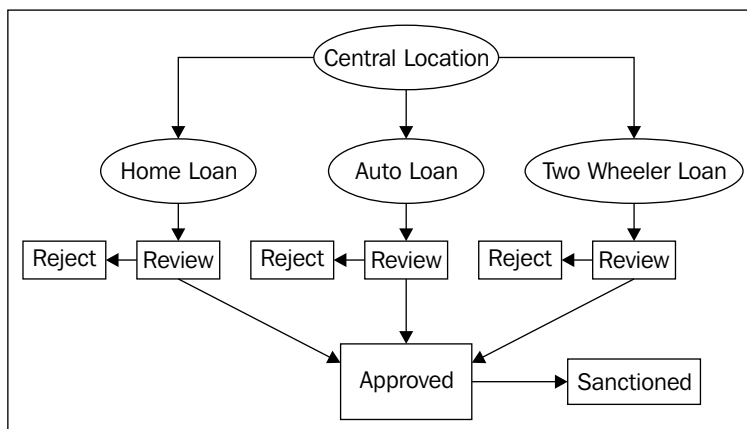 Central Location
Home Loan
Auto Loan
Two Wheeler Loan
Reject
Review
Reject
Review
Reject
Review
Approved
Sanctioned